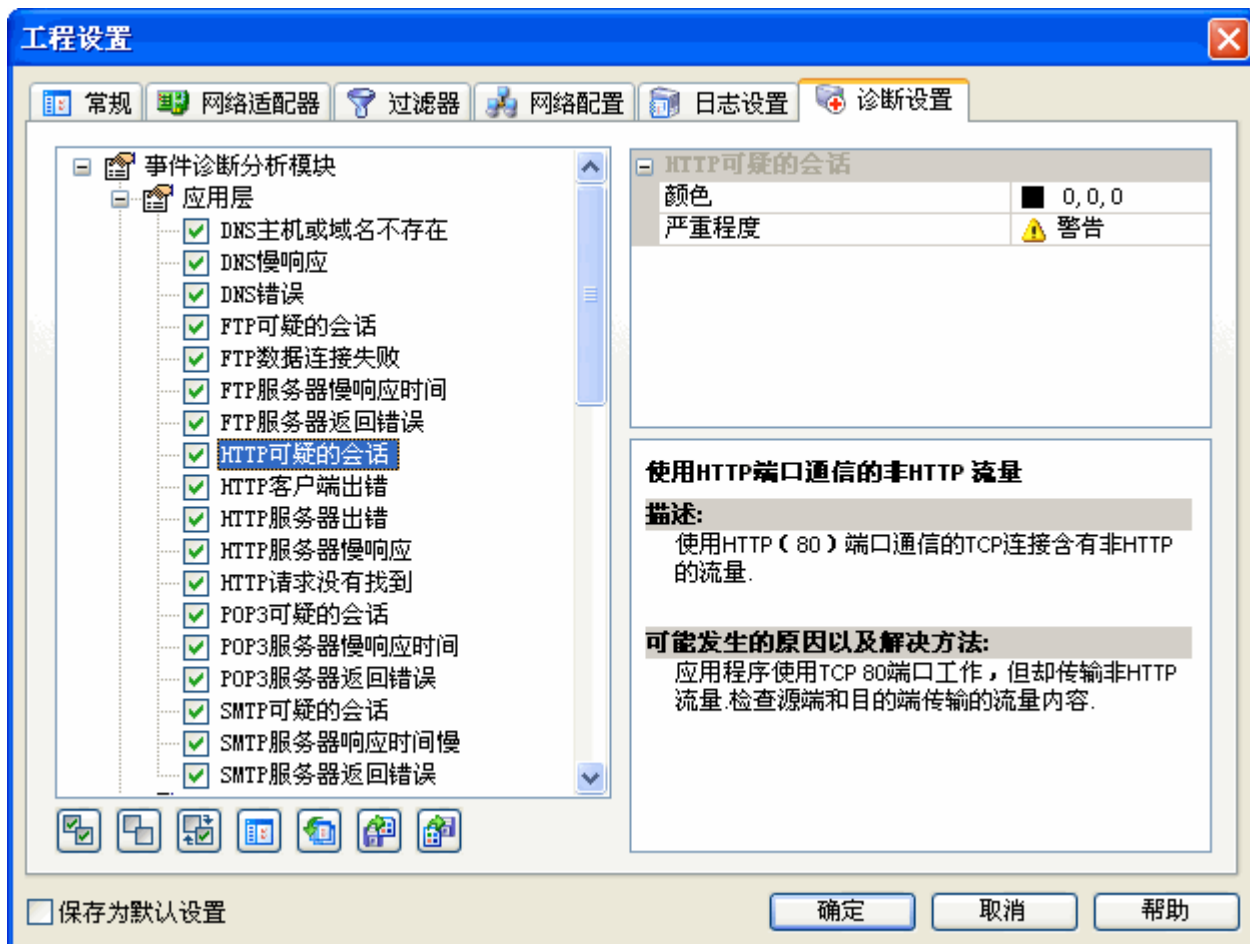 工程设置
常规
网络适配器
过滤器
网络配置
日志设置
诊断设置
事件诊断分析模块
应用层
DNS主机或域名不存在
DNS慢响应
DNS错误
FTP可疑的会话
FTP数据连接失败
FTP服务器慢响应时间
FTP服务器返回错误
HTTP可疑的会话
HTTP客户端出错
HTTP服务器出错
HTTP服务器慢响应
HTTP请求没有找到
POP3可疑的会话
POP3服务器慢响应时间
POP3服务器返回错误
SMTP可疑的会话
SMTP服务器响应时间慢
SMTP服务器返回错误
HTTP可疑的会话
颜色 0,0,0
严重程度 警告
使用HTTP端口通信的非HTTP 流量
描述:
使用HTTP（80）端口通信的TCP连接含有非HTTP
的流量.
可能发生的原因以及解决方法:
应用程序使用TCP 80端口工作，但却传输非HTTP
流量.检查源端和目的端传输的流量内容.
保存为默认设置
确定
取消
帮助